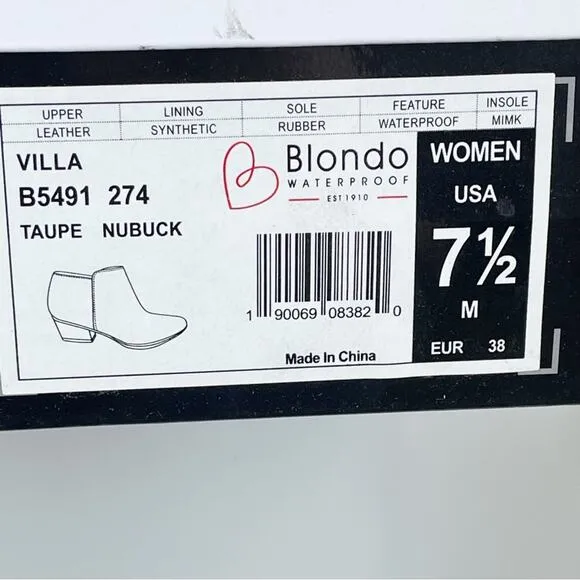 UPPER LINING SOLE FEATURE INSOLE
LEATHER SYNTHETIC RUBBER WATERPROOF MIMK
VILLA
B5491 274
TAUPE NUBUCK
Blondo
WATERPROOF
EST 1910
WOMEN
USA
7½
M
EUR 38
1 90069 08382 0
Made In China